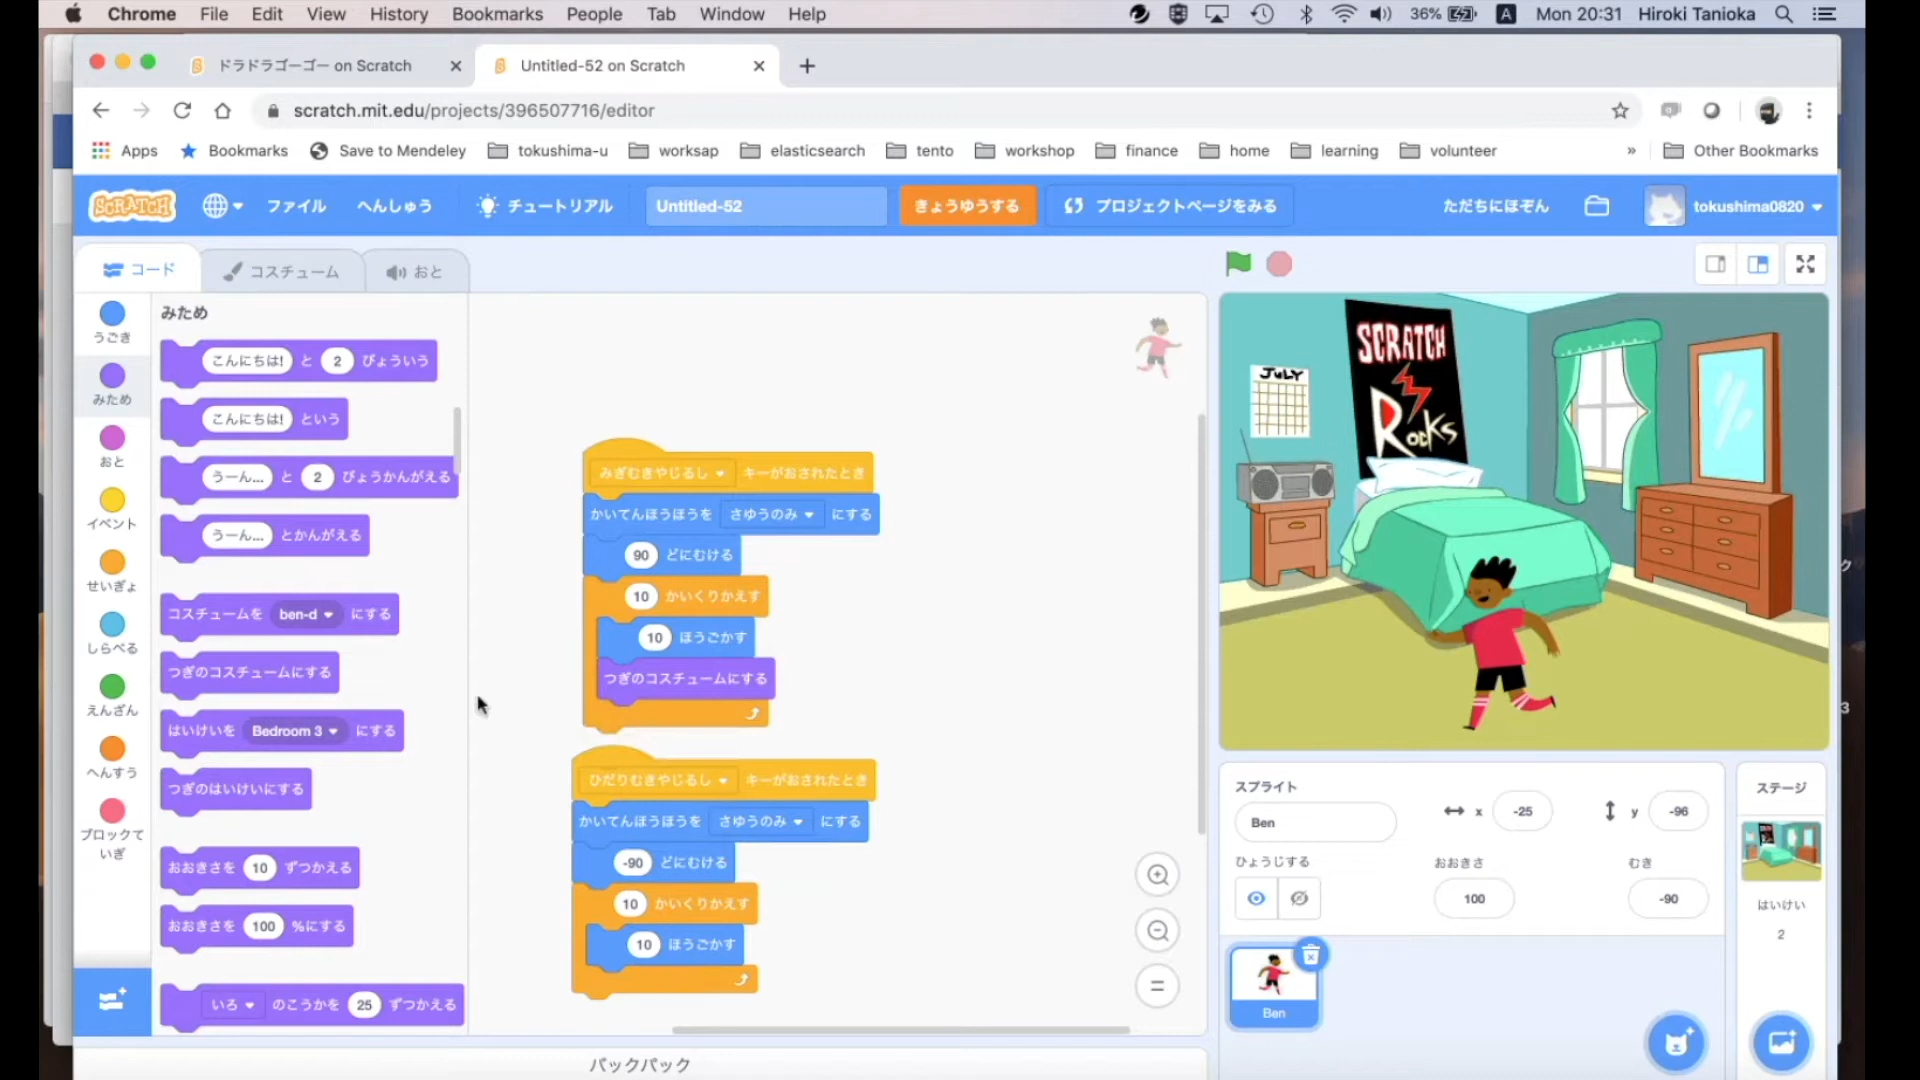 Chrome File Edit View History Bookmarks People Tab Window Help 36% A Mon 20:31 Hiroki Tanioka
ドラドラゴーゴー on Scratch
Untitled-52 on Scratch
scratch.mit.edu/projects/396507716/editor
Apps Bookmarks Save to Mendeley tokushima-u worksap elasticsearch tento workshop finance home learning volunteer » Other Bookmarks
SCRATCH ファイル へんしゅう チュートリアル Untitled-52 きょうゆうする プロジェクトページをみる ただちにほぞん tokushima0820
コード コスチューム おと
うごき
みため
おと
イベント
せいぎょ
しらべる
えんざん
へんすう
ブロックて
いぎ
みため
こんにちは! と 2 びょういう
こんにちは! という
うーん... と 2 びょうかんがえる
うーん... とかんがえる
コスチュームを ben-d にする
つぎのコスチュームにする
はいけいを Bedroom 3 にする
つぎのはいけいにする
おおきさを 10 ずつかえる
おおきさを 100 %にする
いろ のこうかを 25 ずつかえる
みぎむきやじるし キーがおされたとき
かいてんほうほうを さゆうのみ にする
90 どにむける
10 かいくりかえす
10 ほうごかす
つぎのコスチュームにする
ひだりむきやじるし キーがおされたとき
かいてんほうほうを さゆうのみ にする
-90 どにむける
10 かいくりかえす
10 ほうごかす
バックパック
JULY
SCRATCH
Rocks
スプライト
Ben
x -25
y -96
ひょうじする
おおきさ
100
むき
-90
Ben
ステージ
はいけい
2